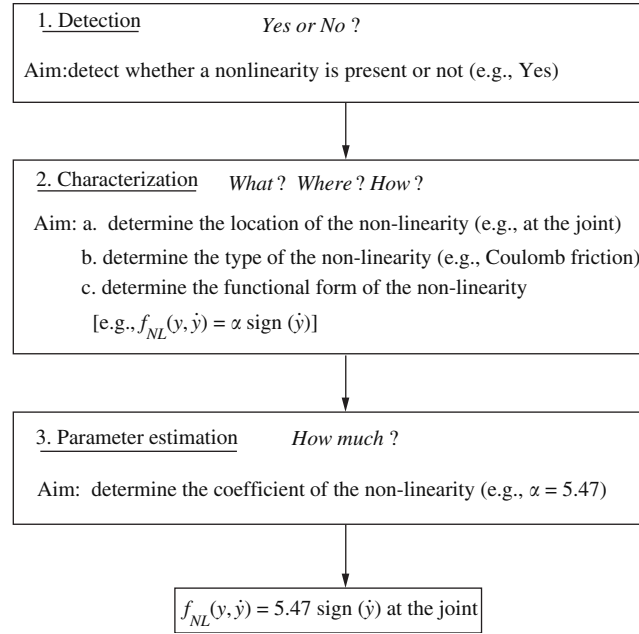 1. Detection Yes or No ?
Aim:detect whether a nonlinearity is present or not (e.g., Yes)
2. Characterization What ? Where ? How ?
Aim: a. determine the location of the non-linearity (e.g., at the joint)
b. determine the type of the non-linearity (e.g., Coulomb friction)
c. determine the functional form of the non-linearity
[e.g., f_NL(y, ẏ) = α sign (ẏ)]
3. Parameter estimation How much ?
Aim: determine the coefficient of the non-linearity (e.g., α = 5.47)
f_NL(y, ẏ) = 5.47 sign (ẏ) at the joint